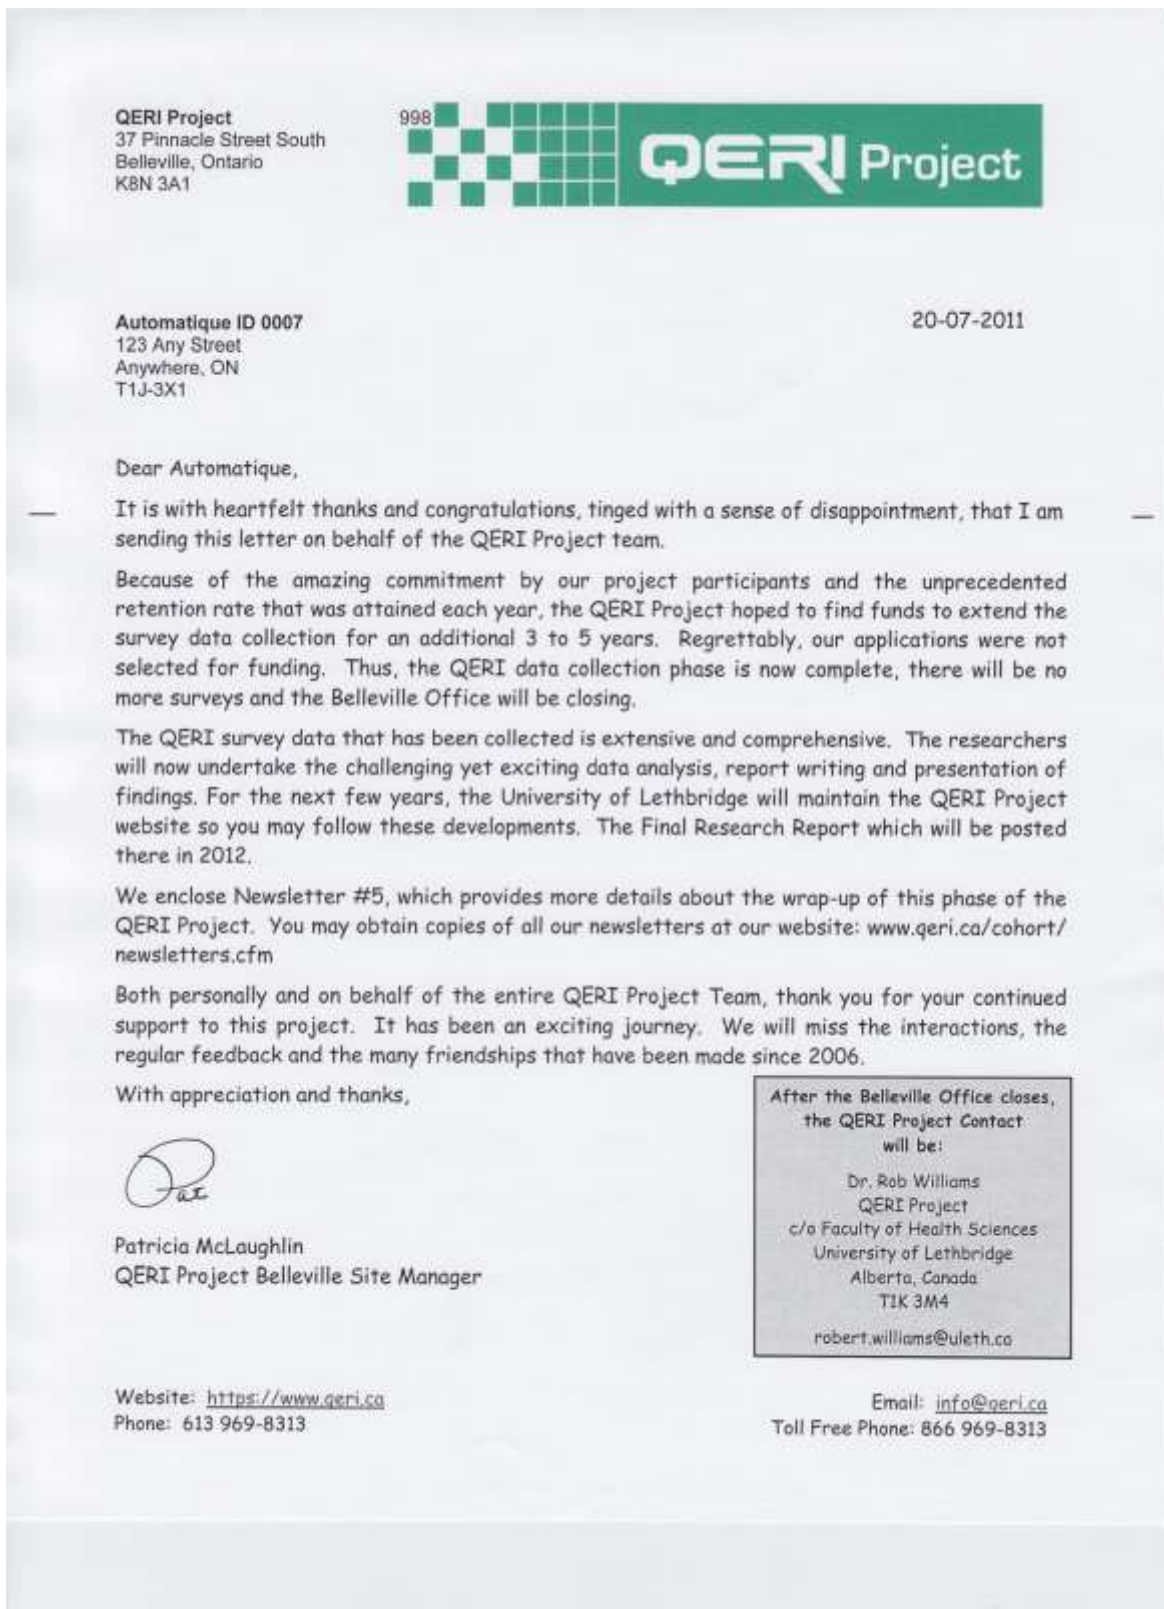 QERI Project
37 Pinnacle Street South
Belleville, Ontario
K8N 3A1
998
QERI Project
Automatique ID 0007
123 Any Street
Anywhere, ON
T1J-3X1
20-07-2011
Dear Automatique,
It is with heartfelt thanks and congratulations, tinged with a sense of disappointment, that I am
sending this letter on behalf of the QERI Project team.
Because of the amazing commitment by our project participants and the unprecedented
retention rate that was attained each year, the QERI Project hoped to find funds to extend the
survey data collection for an additional 3 to 5 years. Regrettably, our applications were not
selected for funding. Thus, the QERI data collection phase is now complete, there will be no
more surveys and the Belleville Office will be closing.
The QERI survey data that has been collected is extensive and comprehensive. The researchers
will now undertake the challenging yet exciting data analysis, report writing and presentation of
findings. For the next few years, the University of Lethbridge will maintain the QERI Project
website so you may follow these developments. The Final Research Report which will be posted
there in 2012.
We enclose Newsletter #5, which provides more details about the wrap-up of this phase of the
QERI Project. You may obtain copies of all our newsletters at our website: www.qeri.ca/cohort/
newsletters.cfm
Both personally and on behalf of the entire QERI Project Team, thank you for your continued
support to this project. It has been an exciting journey. We will miss the interactions, the
regular feedback and the many friendships that have been made since 2006.
With appreciation and thanks,
Pat
Patricia McLaughlin
QERI Project Belleville Site Manager
After the Belleville Office closes,
the QERI Project Contact
will be:
Dr. Rob Williams
QERI Project
c/o Faculty of Health Sciences
University of Lethbridge
Alberta, Canada
T1K 3M4
robert.williams@uleth.ca
Website: https://www.qeri.ca
Phone: 613 969-8313
Email: info@qeri.ca
Toll Free Phone: 866 969-8313